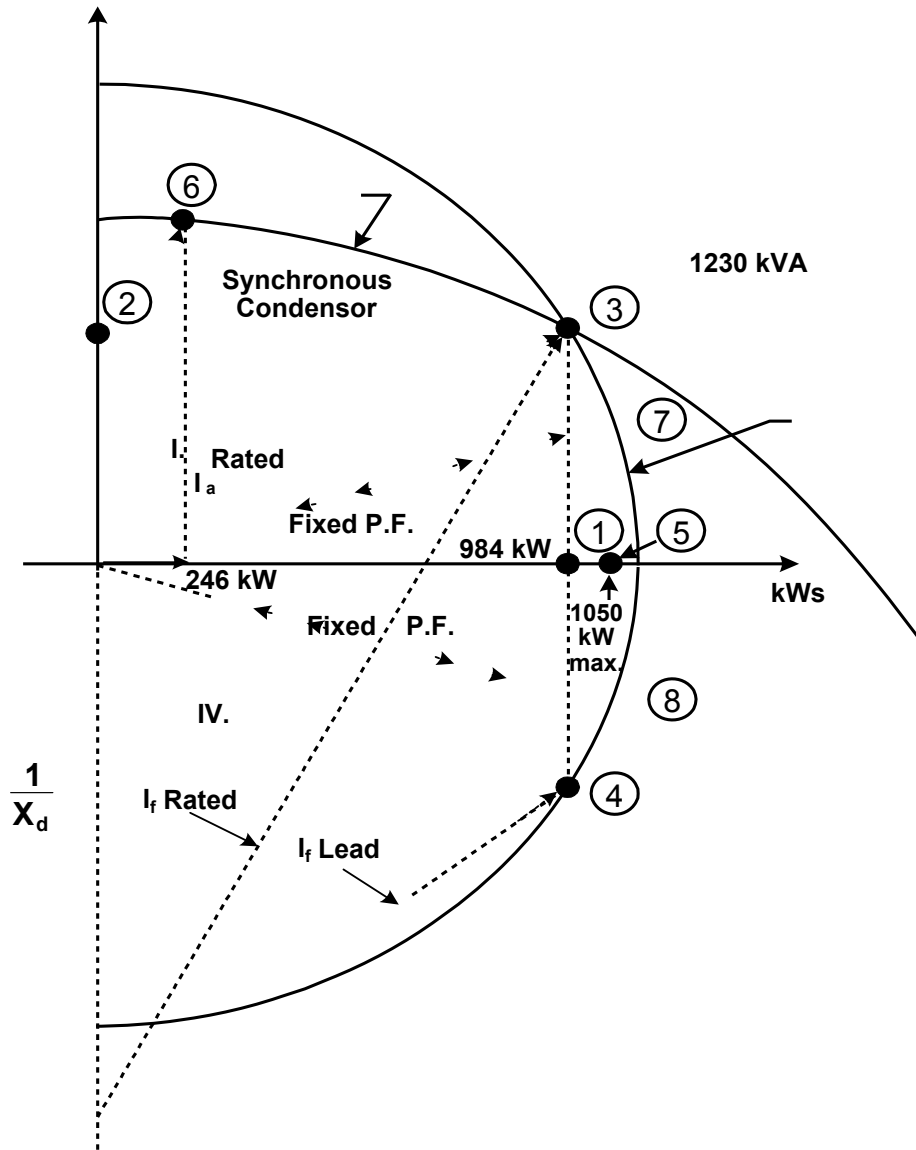 6
1230 kVA
Synchronous
Condensor
2
3
7
I.
Rated
I a
Fixed P.F.
984 kW
1
5
246 kW
kWs
1050
kW
max.
Fixed P.F.
IV.
8
1
Xd
If Rated
4
If Lead